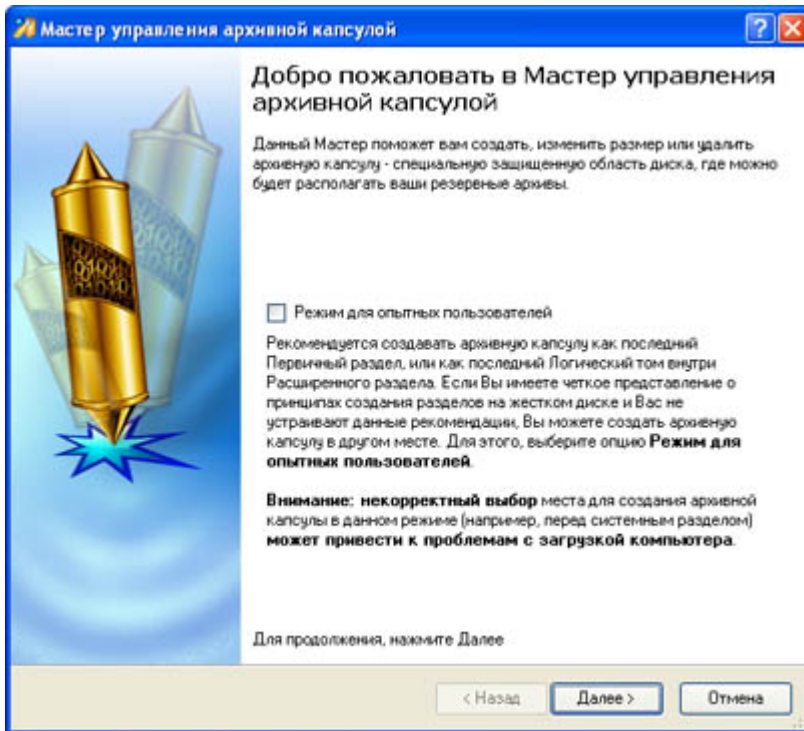 Мастер управления архивной капсулой
Добро пожаловать в Мастер управления
архивной капсулой
Данный Мастер поможет вам создать, изменить размер или удалить
архивную капсулу - специальную защищенную область диска, где можно
будет располагать ваши резервные архивы.
Режим для опытных пользователей
Рекомендуется создавать архивную капсулу как последний
Первичный раздел, или как последний Логический том внутри
Расширенного раздела. Если Вы имеете четкое представление о
принципах создания разделов на жестком диске и Вас не
устраивают данные рекомендации, Вы можете создать архивную
капсулу в другом месте. Для этого, выберите опцию Режим для
опытных пользователей.
Внимание: некорректный выбор места для создания архивной
капсулы в данном режиме (например, перед системным разделом)
может привести к проблемам с загрузкой компьютера.
Для продолжения, нажмите Далее
< Назад Далее > Отмена